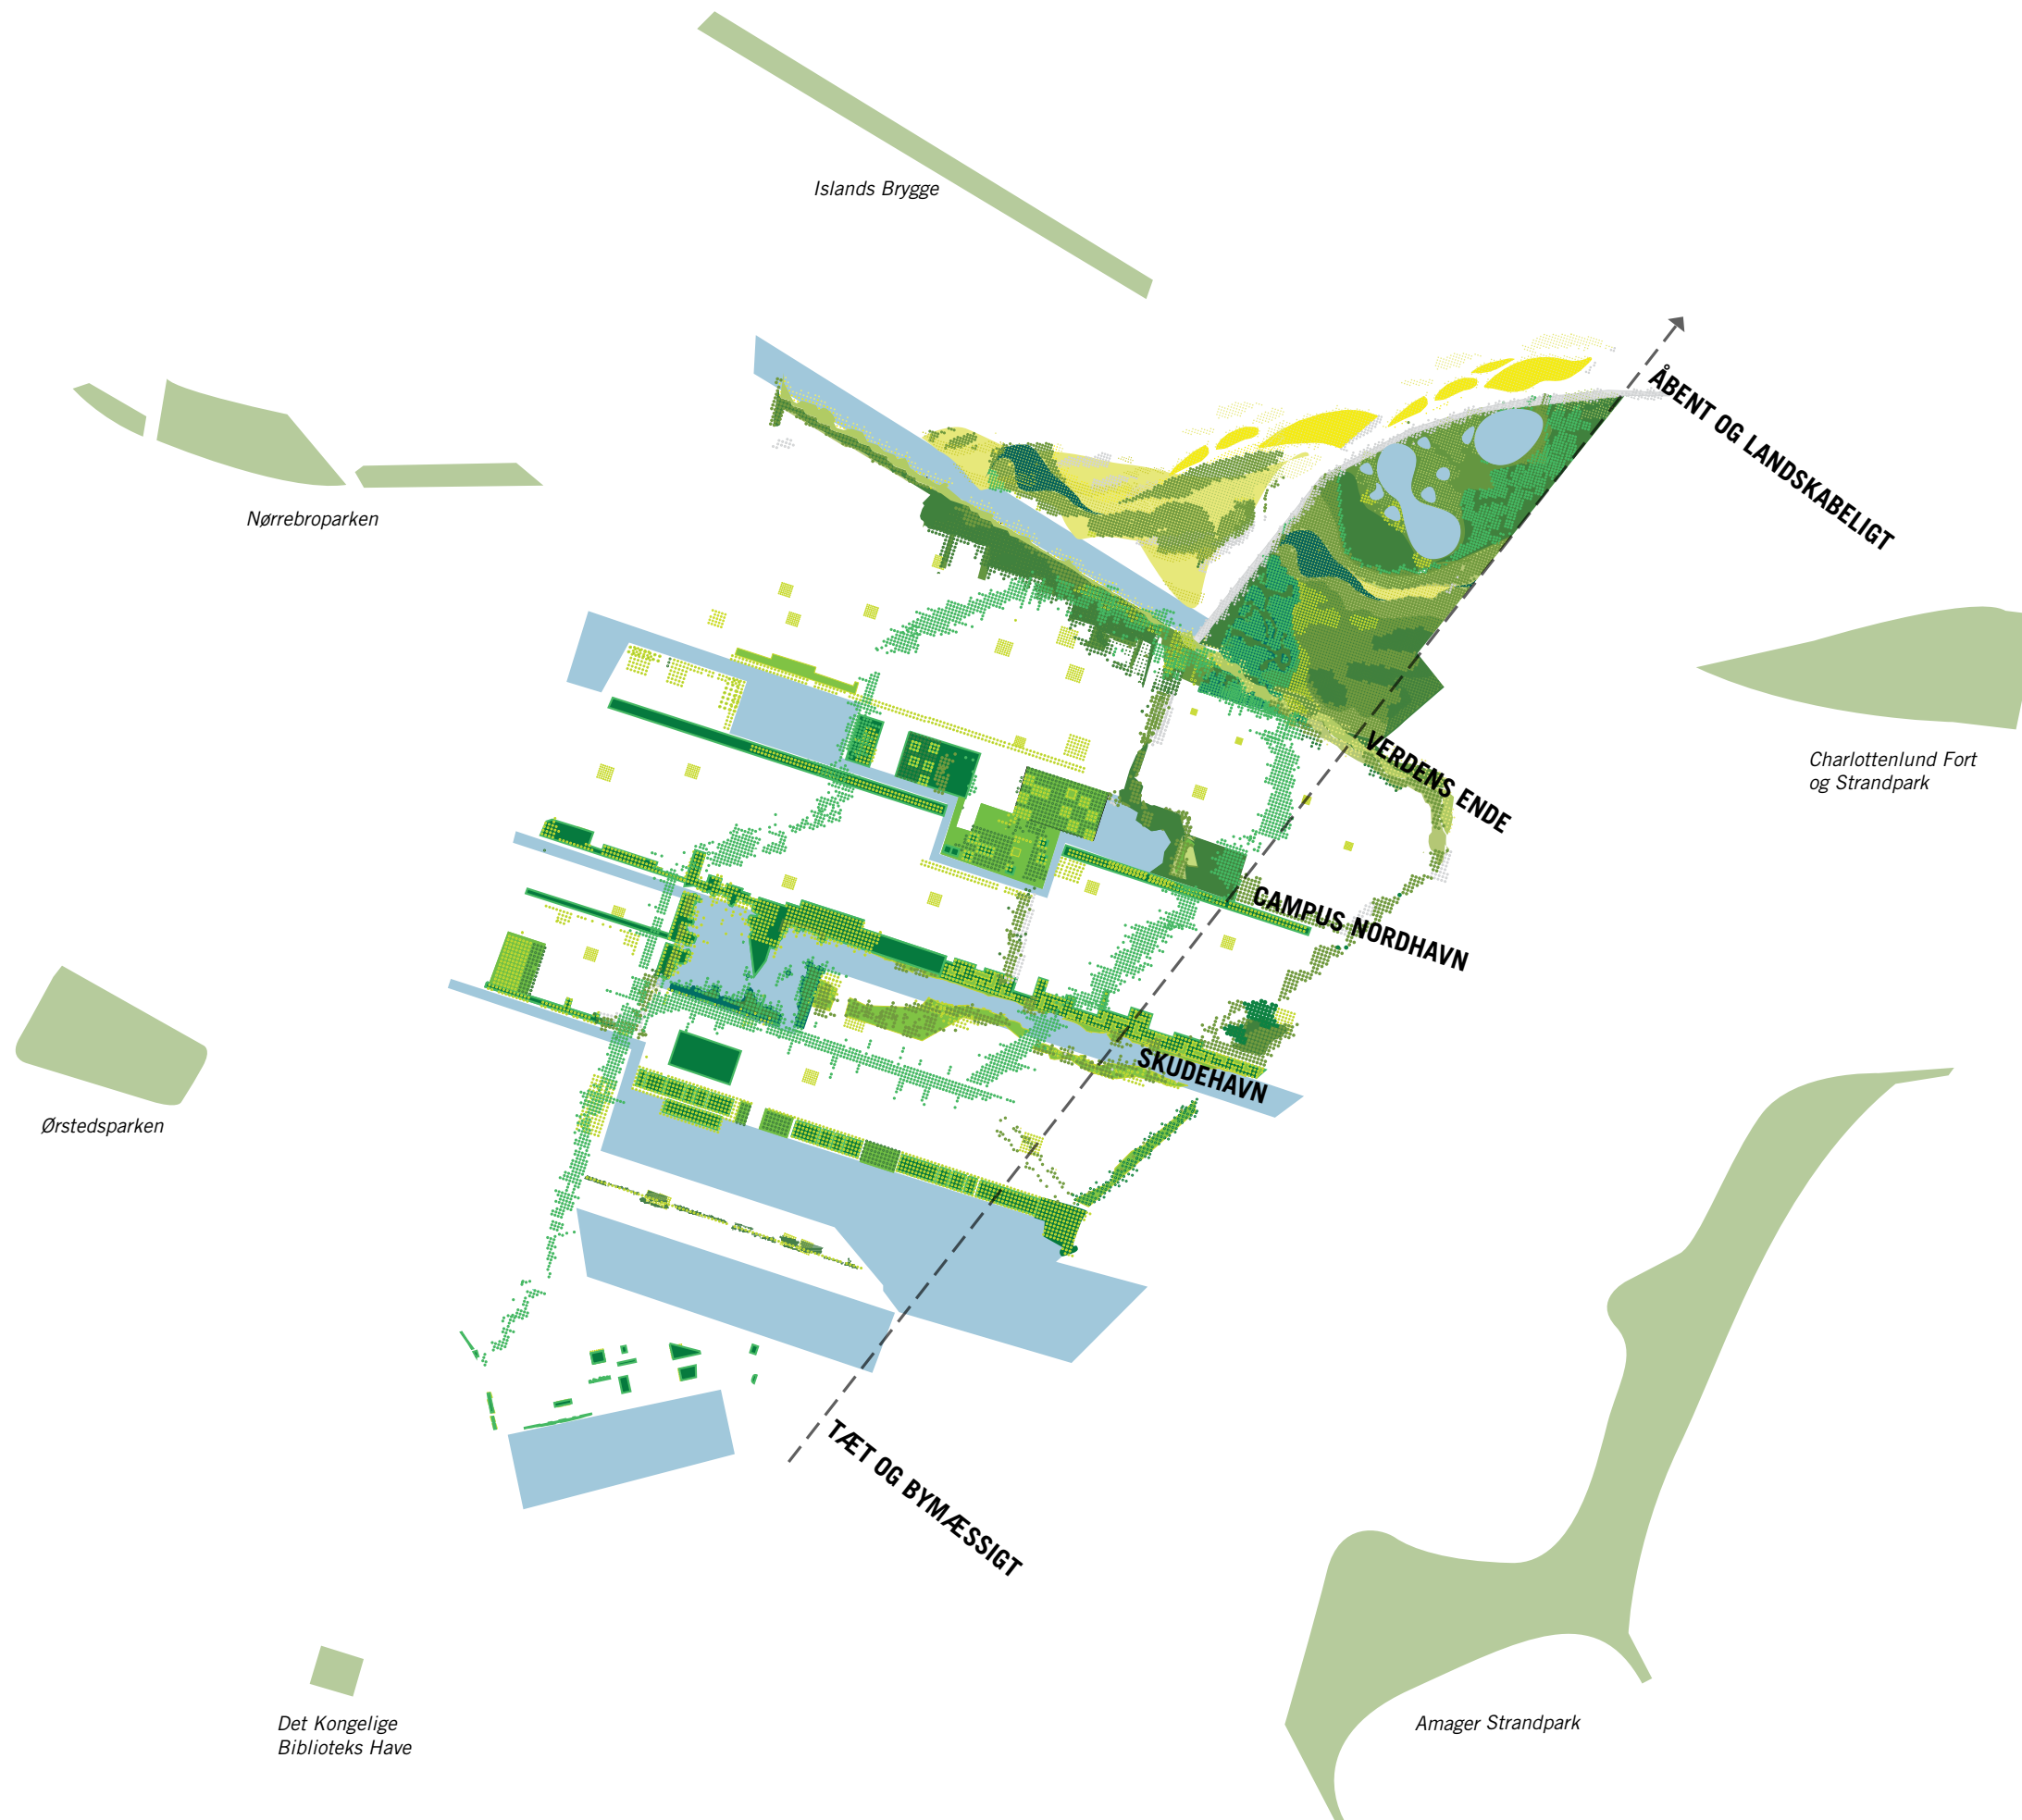 Islands Brygge
ÅBENT OG LANDSKABELIGT
Nørrebroparken
VERDENS ENDE
Charlottenlund Fort
og Strandpark
CAMPUS NORDHAVN
SKUDEHAVN
Ørstedsparken
TÆT OG BYMÆSSIGT
Det Kongelige
Biblioteks Have
Amager Strandpark